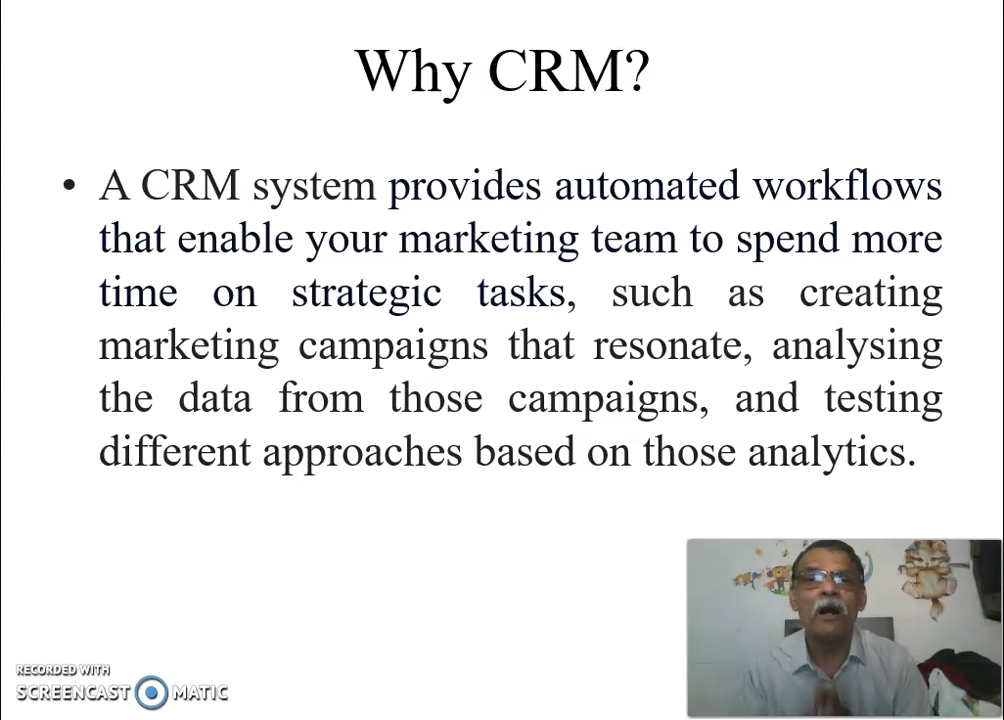 Why CRM?
• A CRM system provides automated workflows
that enable your marketing team to spend more
time on strategic tasks, such as creating
marketing campaigns that resonate, analysing
the data from those campaigns, and testing
different approaches based on those analytics.
RECORDED WITH
SCREENCAST MATIC